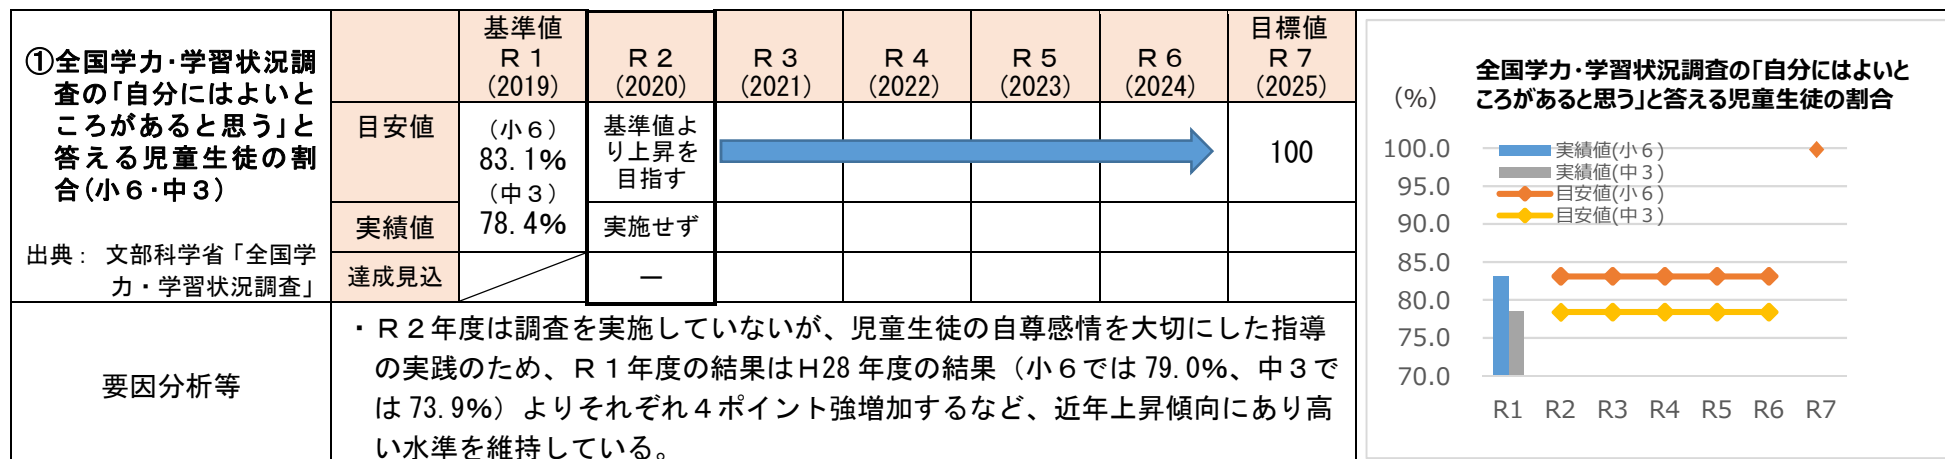 ①全国学力・学習状況調
査の「自分にはよいと
ころがあると思う」と
答える児童生徒の割
合（小６・中３）
出典： 文部科学省「全国学
力・学習状況調査」
基準値
Ｒ１
(2019)
Ｒ２
(2020)
Ｒ３
(2021)
Ｒ４
(2022)
Ｒ５
(2023)
Ｒ６
(2024)
目標値
Ｒ７
(2025)
目安値
（小６）
83.1%
（中３）
78.4%
基準値よ
り上昇を
目指す
100
実績値
実施せず
達成見込
－
要因分析等
・Ｒ２年度は調査を実施していないが、児童生徒の自尊感情を大切にした指導
の実践のため、Ｒ１年度の結果はH28 年度の結果（小６では 79.0%、中３で
は 73.9%）よりそれぞれ４ポイント強増加するなど、近年上昇傾向にあり高
い水準を維持している。
全国学力・学習状況調査の「自分にはよいと
ころがあると思う」と答える児童生徒の割合
(％)
100.0
95.0
90.0
85.0
80.0
75.0
70.0
実績値(小６)
実績値(中３)
目安値(小６)
目安値(中３)
R1 R2 R3 R4 R5 R6 R7